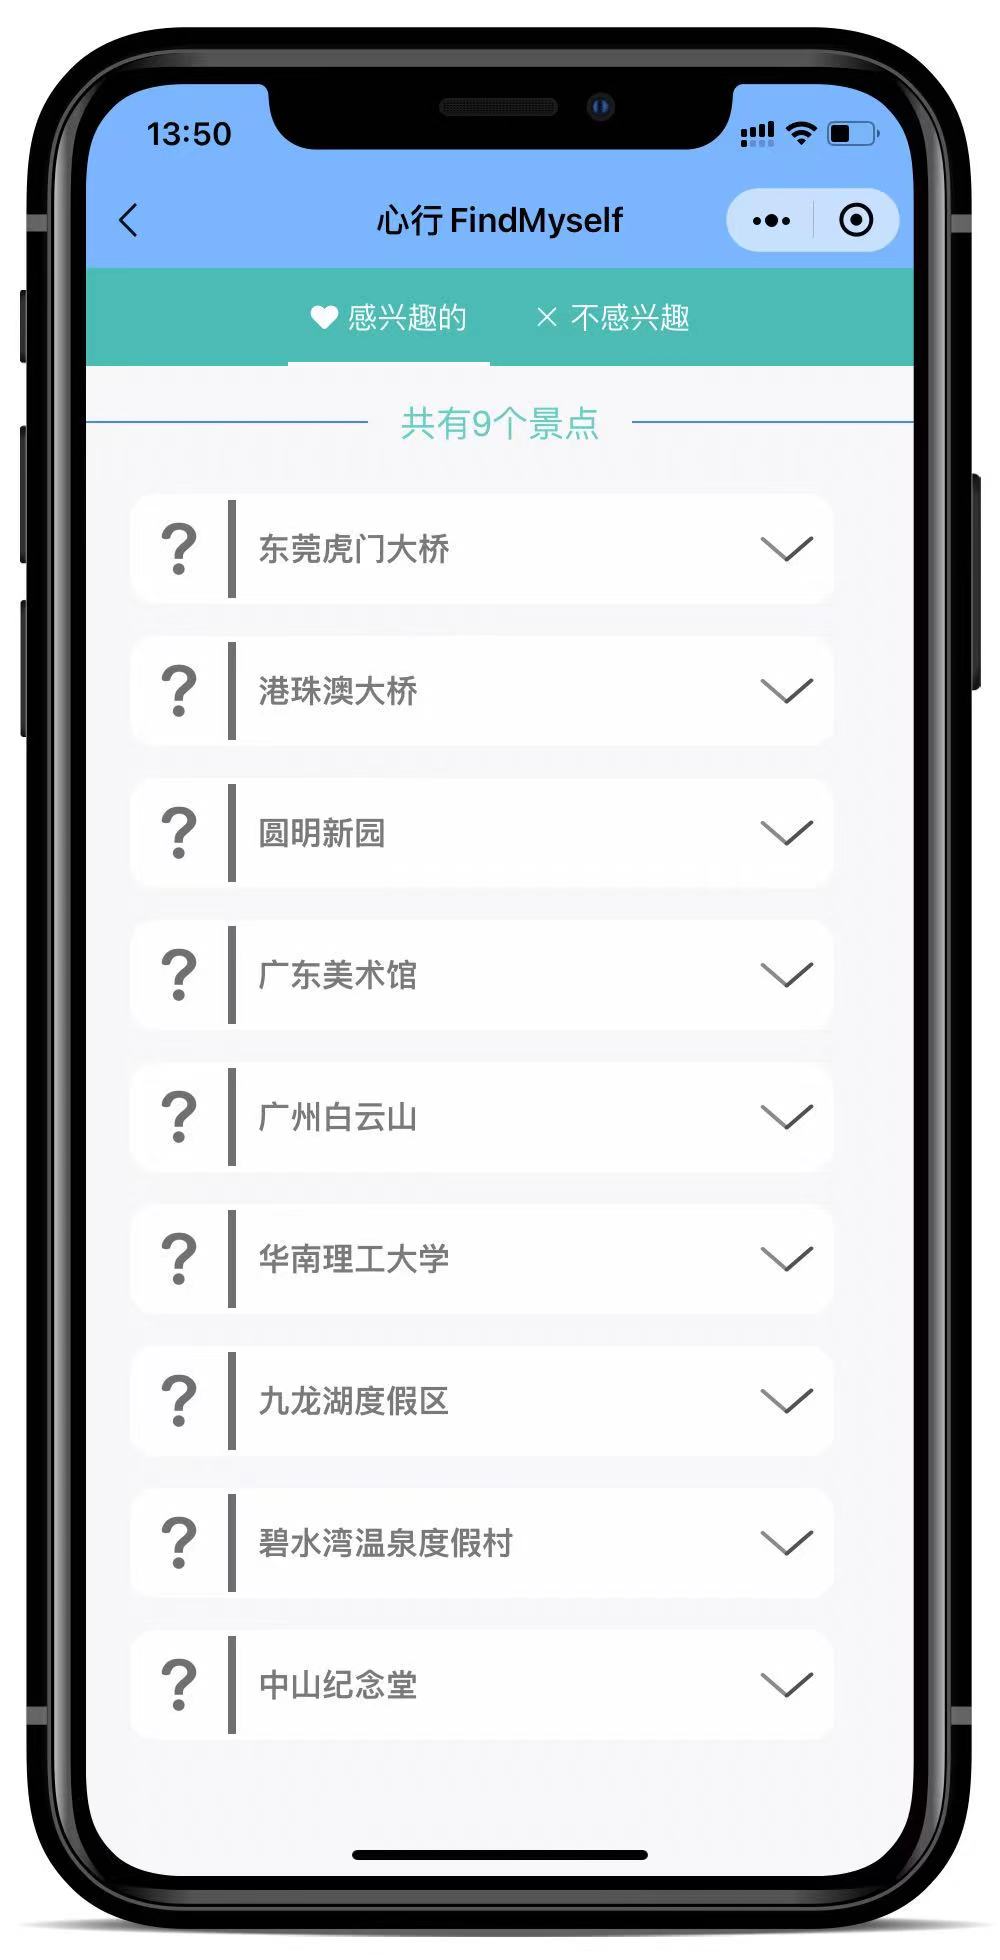 13:50
心行 FindMyself
感兴趣的 不感兴趣
共有9个景点
? 东莞虎门大桥
? 港珠澳大桥
? 圆明新园
? 广东美术馆
? 广州白云山
? 华南理工大学
? 九龙湖度假区
? 碧水湾温泉度假村
? 中山纪念堂